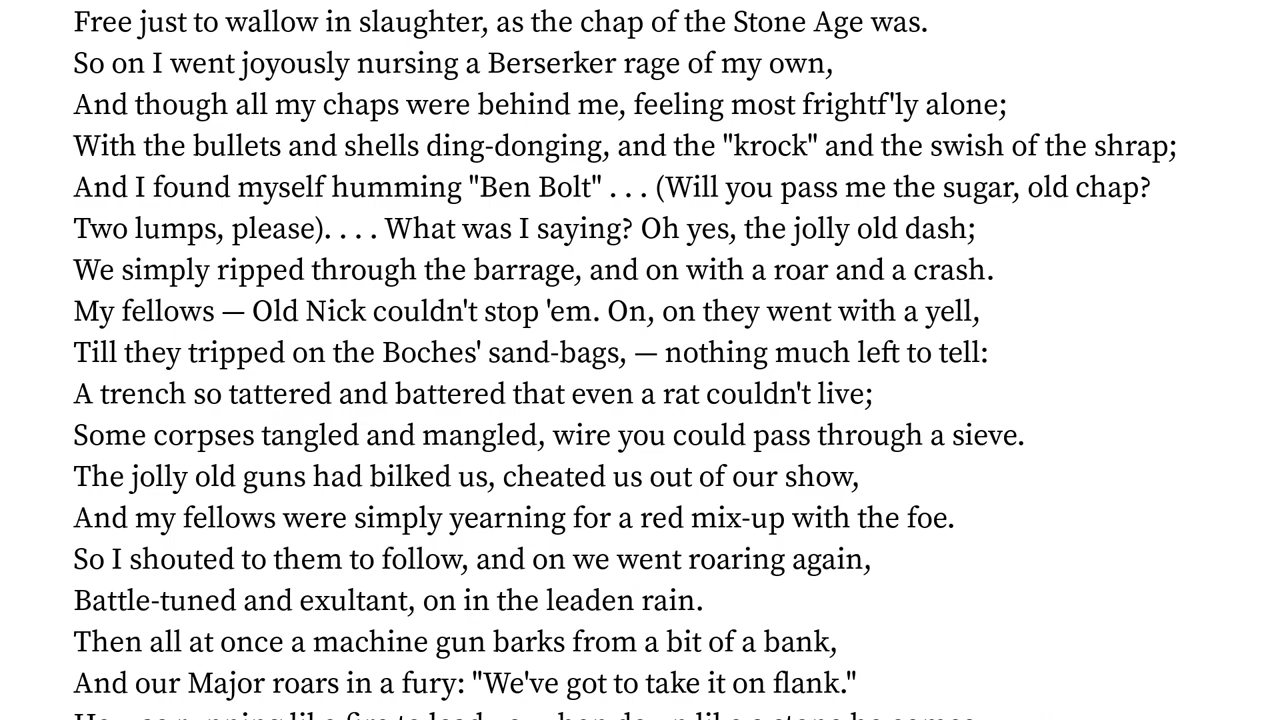 Free just to wallow in slaughter, as the chap of the Stone Age was.
So on I went joyously nursing a Berserker rage of my own,
And though all my chaps were behind me, feeling most frightf'ly alone;
With the bullets and shells ding-donging, and the "krock" and the swish of the shrap;
And I found myself humming "Ben Bolt" . . . (Will you pass me the sugar, old chap?
Two lumps, please). . . . What was I saying? Oh yes, the jolly old dash;
We simply ripped through the barrage, and on with a roar and a crash.
My fellows — Old Nick couldn't stop 'em. On, on they went with a yell,
Till they tripped on the Boches' sand-bags, — nothing much left to tell:
A trench so tattered and battered that even a rat couldn't live;
Some corpses tangled and mangled, wire you could pass through a sieve.
The jolly old guns had bilked us, cheated us out of our show,
And my fellows were simply yearning for a red mix-up with the foe.
So I shouted to them to follow, and on we went roaring again,
Battle-tuned and exultant, on in the leaden rain.
Then all at once a machine gun barks from a bit of a bank,
And our Major roars in a fury: "We've got to take it on flank."